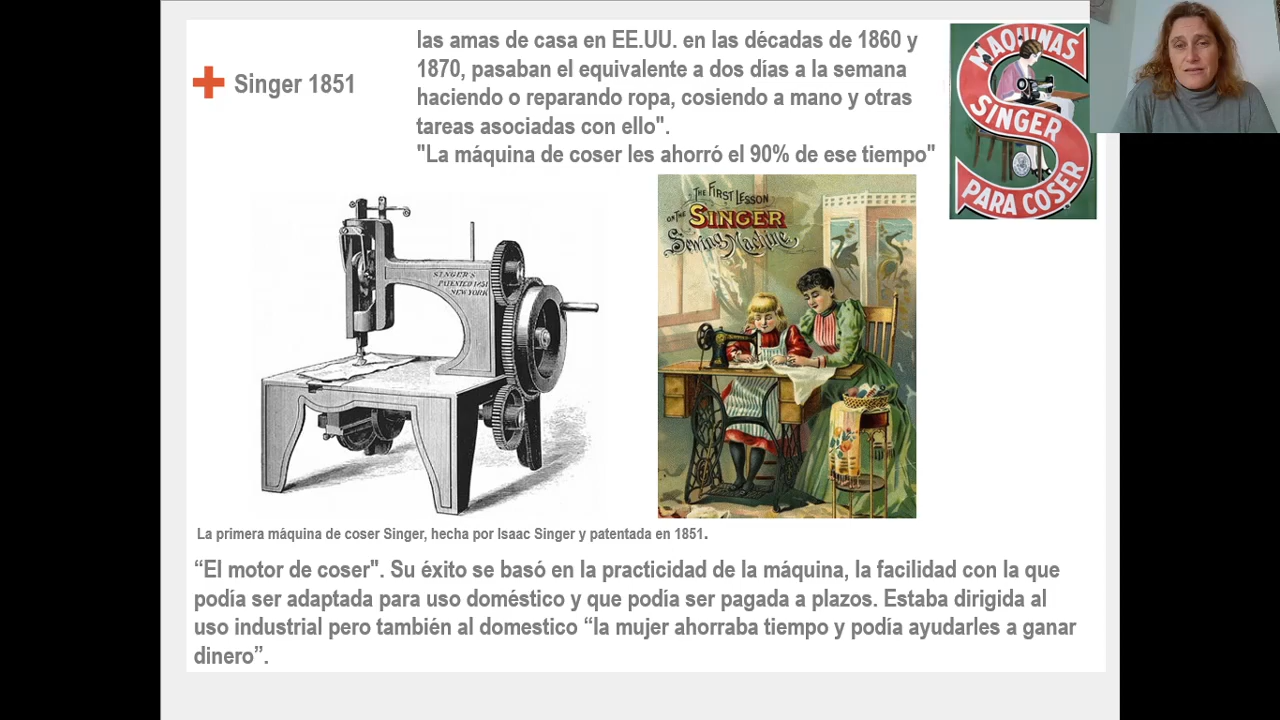 Singer 1851
las amas de casa en EE.UU. en las décadas de 1860 y
1870, pasaban el equivalente a dos días a la semana
haciendo o reparando ropa, cosiendo a mano y otras
tareas asociadas con ello".
"La máquina de coser les ahorró el 90% de ese tiempo"
MAQUINAS
SINGER
PARA COSER
SINGER'S
PATENTED 1851
NEW YORK
THE FIRST LESSON
ON THE SINGER
Sewing Machine
La primera máquina de coser Singer, hecha por Isaac Singer y patentada en 1851.
“El motor de coser". Su éxito se basó en la practicidad de la máquina, la facilidad con la que
podía ser adaptada para uso doméstico y que podía ser pagada a plazos. Estaba dirigida al
uso industrial pero también al domestico “la mujer ahorraba tiempo y podía ayudarles a ganar
dinero”.